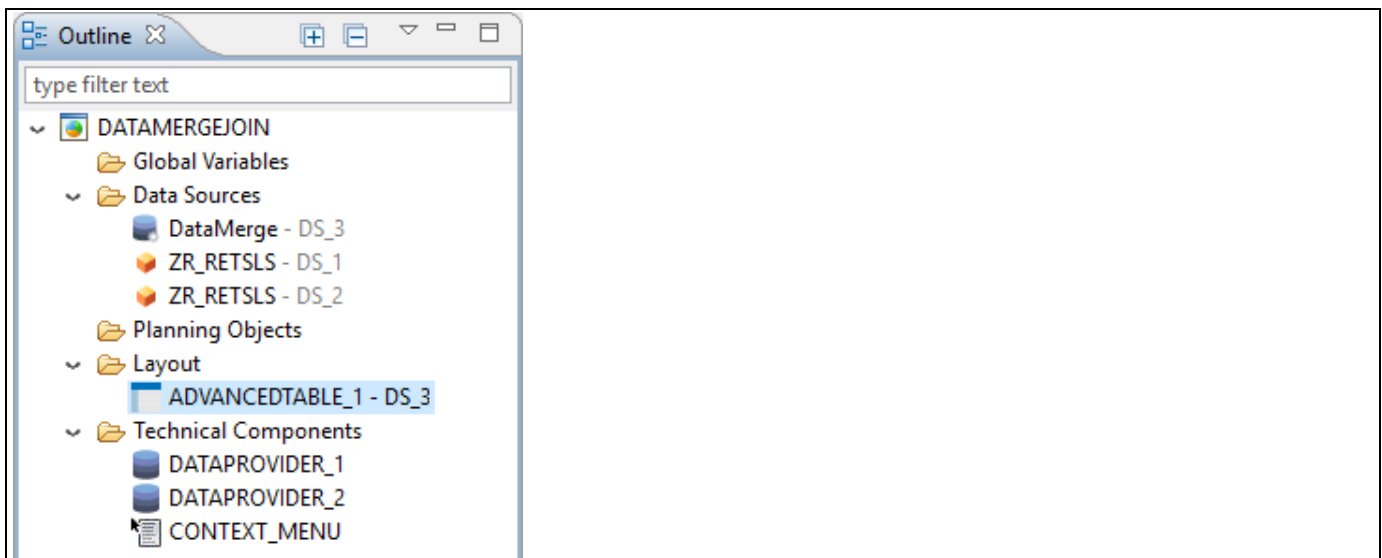 Outline
type filter text
DATAMERGEJOIN
Global Variables
Data Sources
DataMerge - DS_3
ZR_RETSLS - DS_1
ZR_RETSLS - DS_2
Planning Objects
Layout
ADVANCEDTABLE_1 - DS_3
Technical Components
DATAPROVIDER_1
DATAPROVIDER_2
CONTEXT_MENU